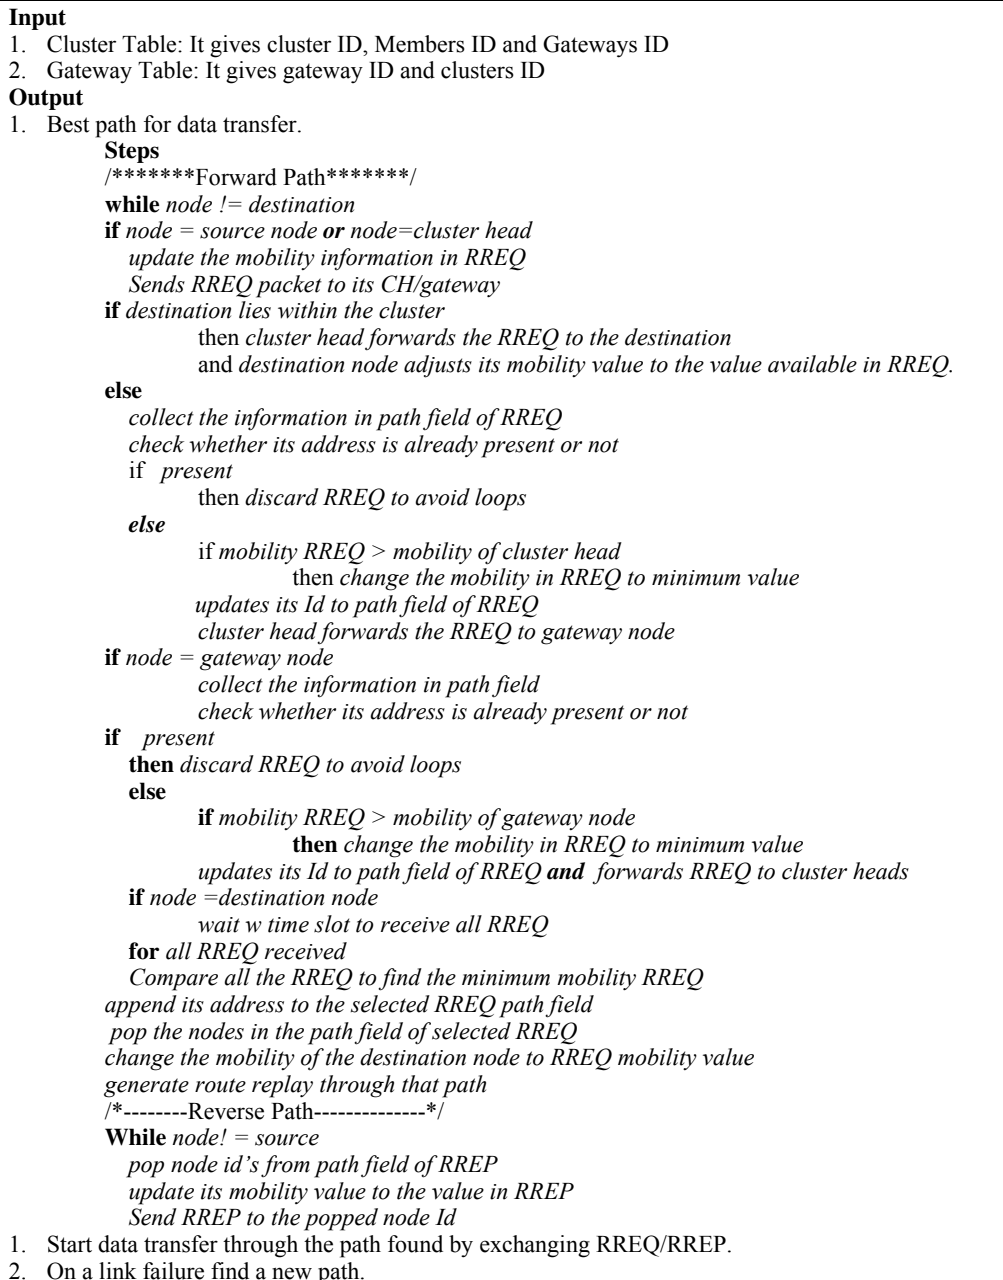 Input
1. Cluster Table: It gives cluster ID, Members ID and Gateways ID
2. Gateway Table: It gives gateway ID and clusters ID
Output
1. Best path for data transfer.
Steps
/*******Forward Path*******/
while node != destination
if node = source node or node=cluster head
update the mobility information in RREQ
Sends RREQ packet to its CH/gateway
if destination lies within the cluster
then cluster head forwards the RREQ to the destination
and destination node adjusts its mobility value to the value available in RREQ.
else
collect the information in path field of RREQ
check whether its address is already present or not
if present
then discard RREQ to avoid loops
else
if mobility RREQ > mobility of cluster head
then change the mobility in RREQ to minimum value
updates its Id to path field of RREQ
cluster head forwards the RREQ to gateway node
if node = gateway node
collect the information in path field
check whether its address is already present or not
if present
then discard RREQ to avoid loops
else
if mobility RREQ > mobility of gateway node
then change the mobility in RREQ to minimum value
updates its Id to path field of RREQ and forwards RREQ to cluster heads
if node =destination node
wait w time slot to receive all RREQ
for all RREQ received
Compare all the RREQ to find the minimum mobility RREQ
append its address to the selected RREQ path field
pop the nodes in the path field of selected RREQ
change the mobility of the destination node to RREQ mobility value
generate route replay through that path
/*--------Reverse Path--------------*/
While node! = source
pop node id’s from path field of RREP
update its mobility value to the value in RREP
Send RREP to the popped node Id
1. Start data transfer through the path found by exchanging RREQ/RREP.
2. On a link failure find a new path.